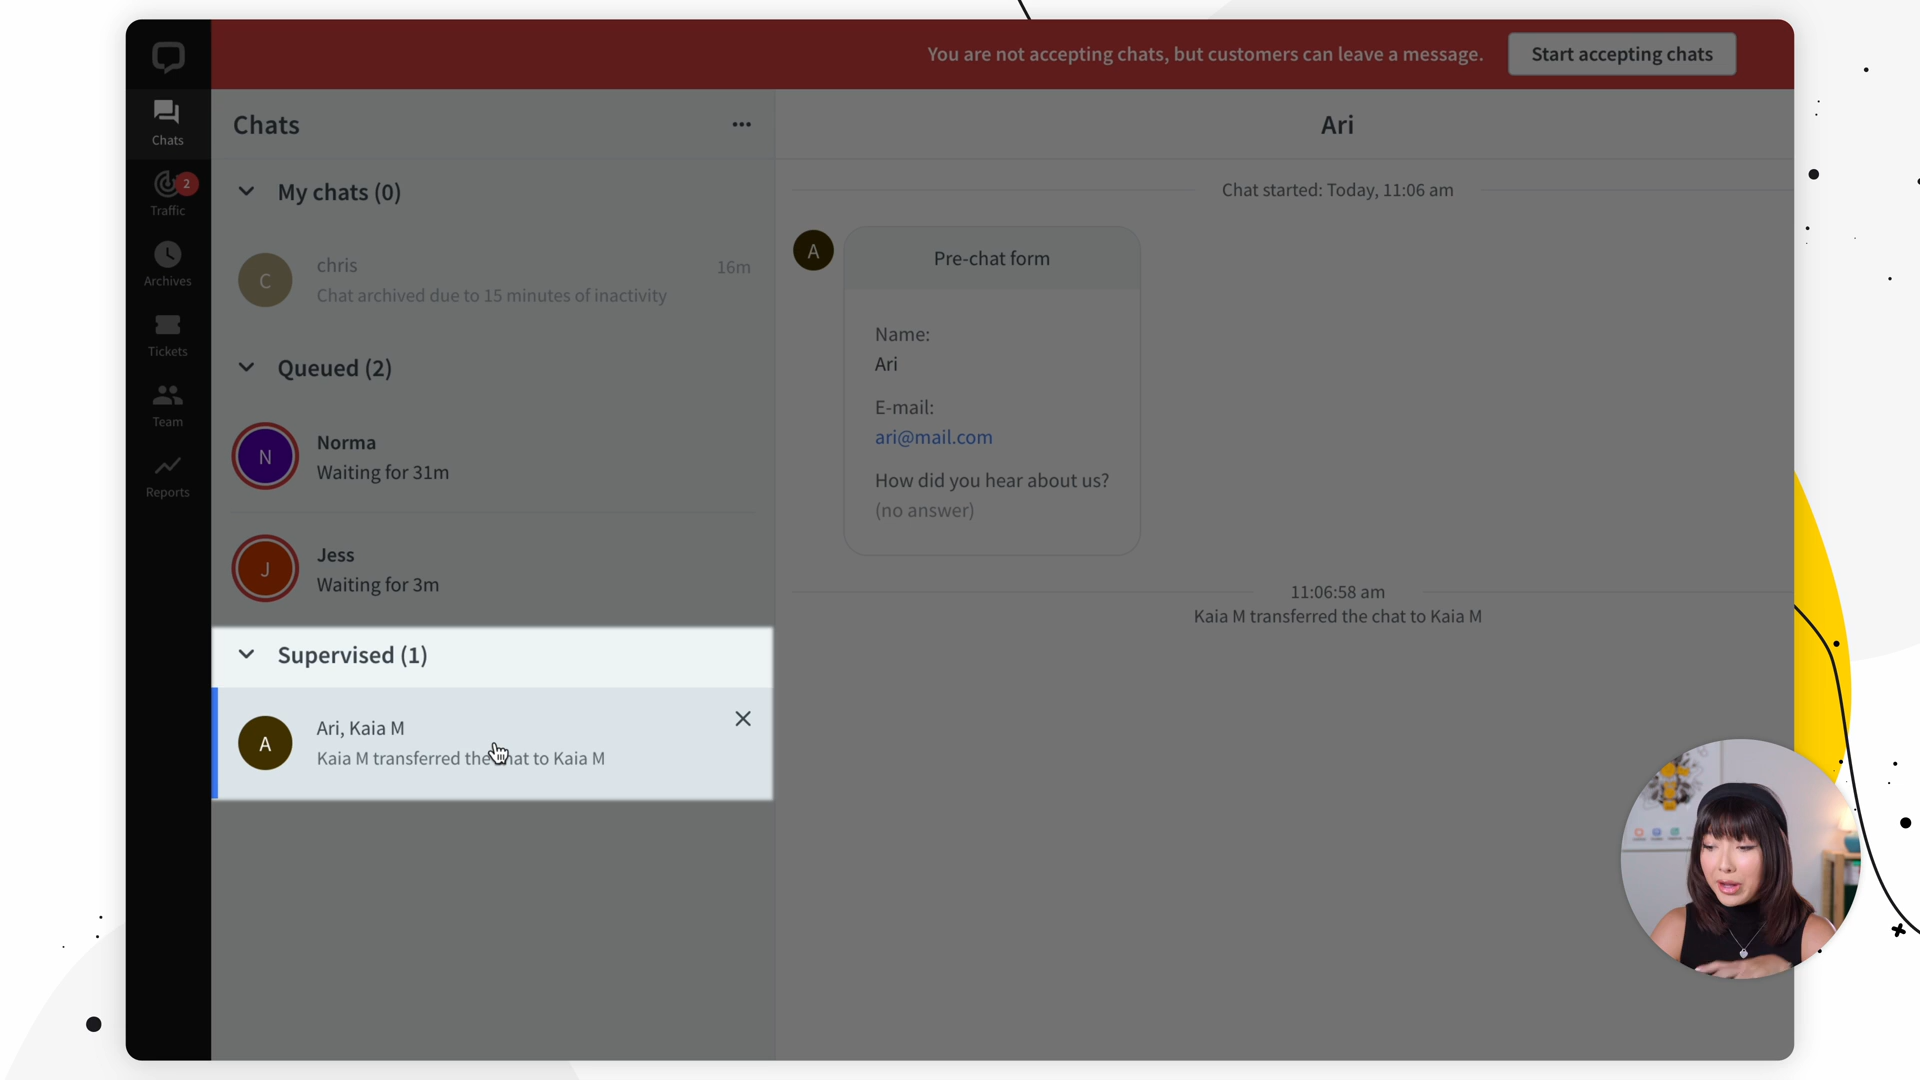 You are not accepting chats, but customers can leave a message.
Start accepting chats
Chats
Traffic
2
Archives
Tickets
Team
Reports
Chats
My chats (0)
C
chris
16m
Chat archived due to 15 minutes of inactivity
Queued (2)
N
Norma
Waiting for 31m
J
Jess
Waiting for 3m
Supervised (1)
A
Ari, Kaia M
Kaia M transferred the chat to Kaia M
Ari
Chat started: Today, 11:06 am
A
Pre-chat form
Name:
Ari
E-mail:
ari@mail.com
How did you hear about us?
(no answer)
11:06:58 am
Kaia M transferred the chat to Kaia M